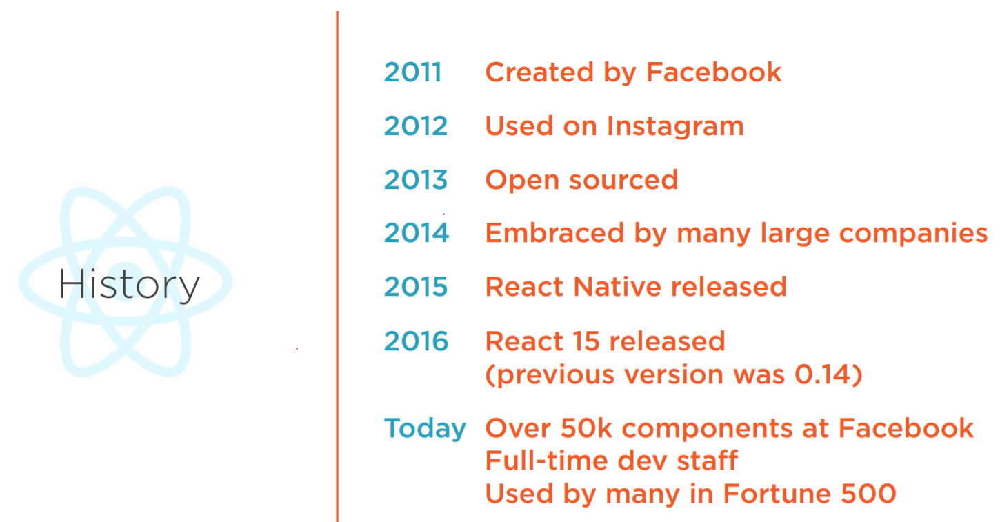 History
2011 Created by Facebook
2012 Used on Instagram
2013 Open sourced
2014 Embraced by many large companies
2015 React Native released
2016 React 15 released
(previous version was 0.14)
Today Over 50k components at Facebook
Full-time dev staff
Used by many in Fortune 500